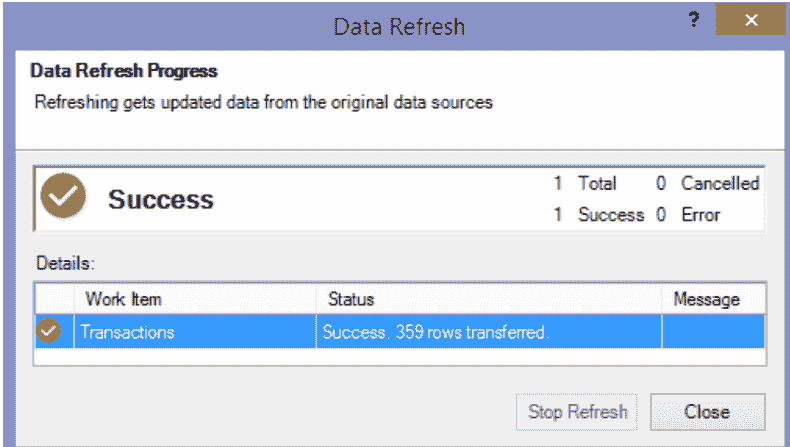 Data Refresh ?
Data Refresh Progress
Refreshing gets updated data from the original data sources
Success
1 Total 0 Cancelled
1 Success 0 Error
Details:
Work Item Status Message
Transactions Success. 359 rows transferred.
Stop Refresh Close